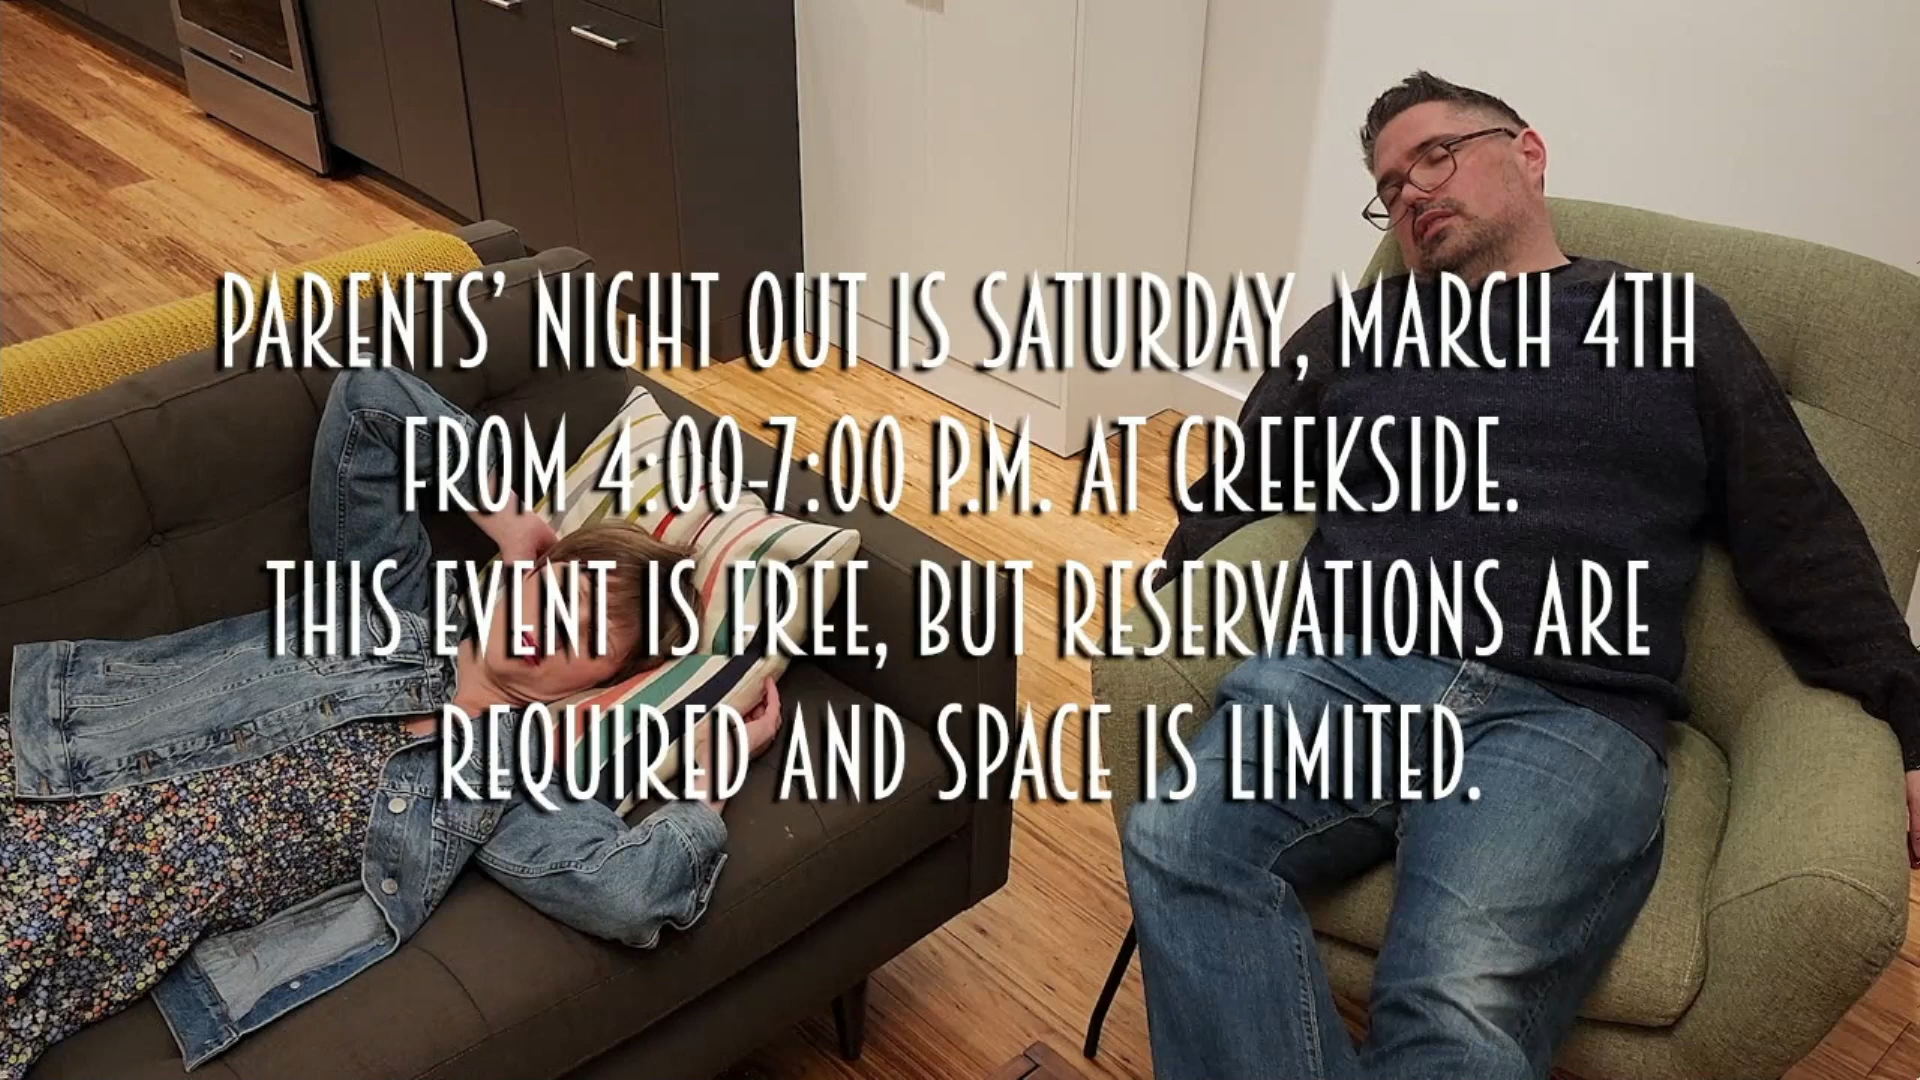 PARENTS' NIGHT OUT IS SATURDAY, MARCH 4TH
FROM 4:00-7:00 P.M. AT CREEKSIDE.
THIS EVENT IS FREE, BUT RESERVATIONS ARE
REQUIRED AND SPACE IS LIMITED.